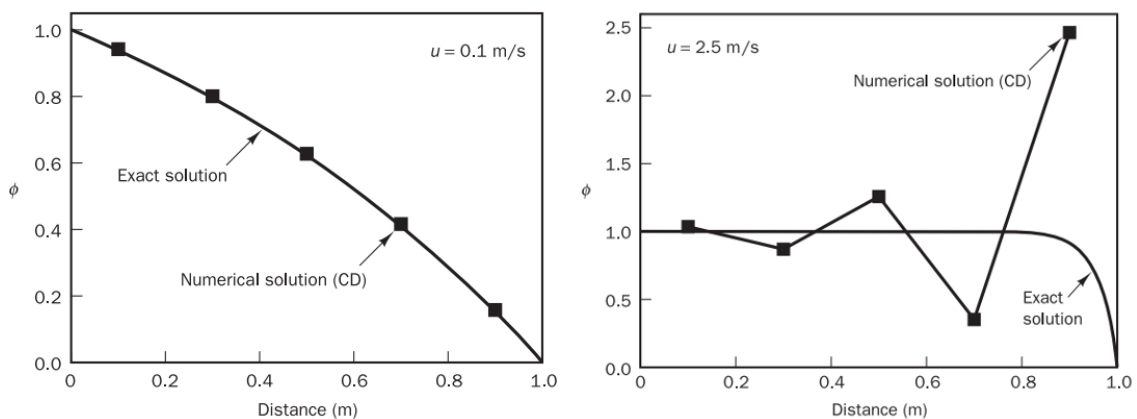 1.0
0.8
0.6
0.4
0.2
0.0
ϕ
u = 0.1 m/s
Exact solution
Numerical solution (CD)
0 0.2 0.4 0.6 0.8 1.0
Distance (m)
2.5
2.0
1.5
1.0
0.5
0.0
ϕ
u = 2.5 m/s
Numerical solution (CD)
Exact
solution
0 0.2 0.4 0.6 0.8 1.0
Distance (m)